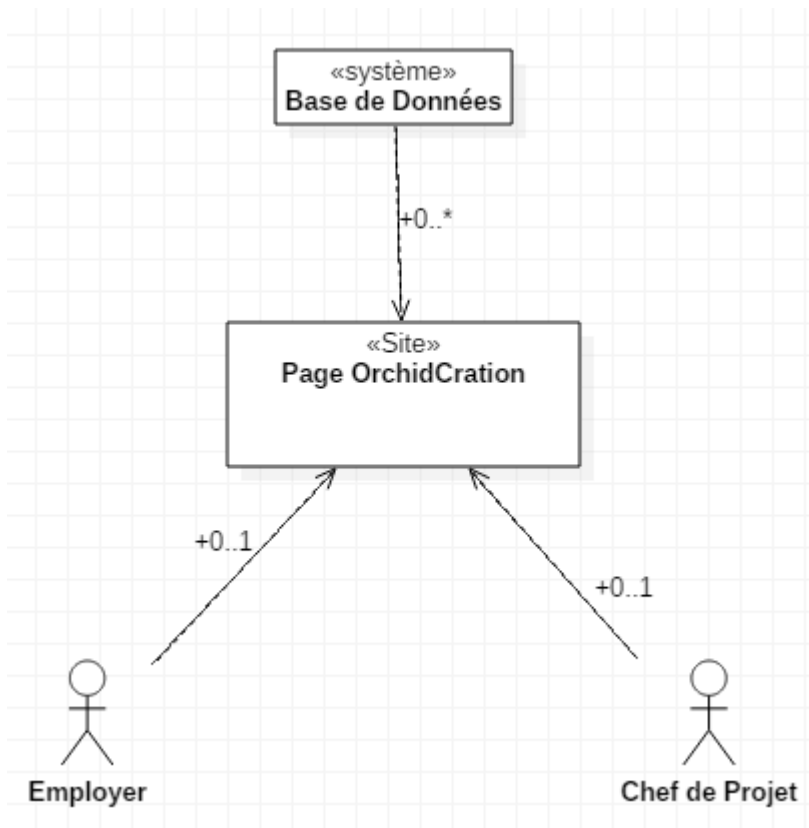 «système»
Base de Données
+0..*
«Site»
Page OrchidCration
+0..1
+0..1
Employer
Chef de Projet